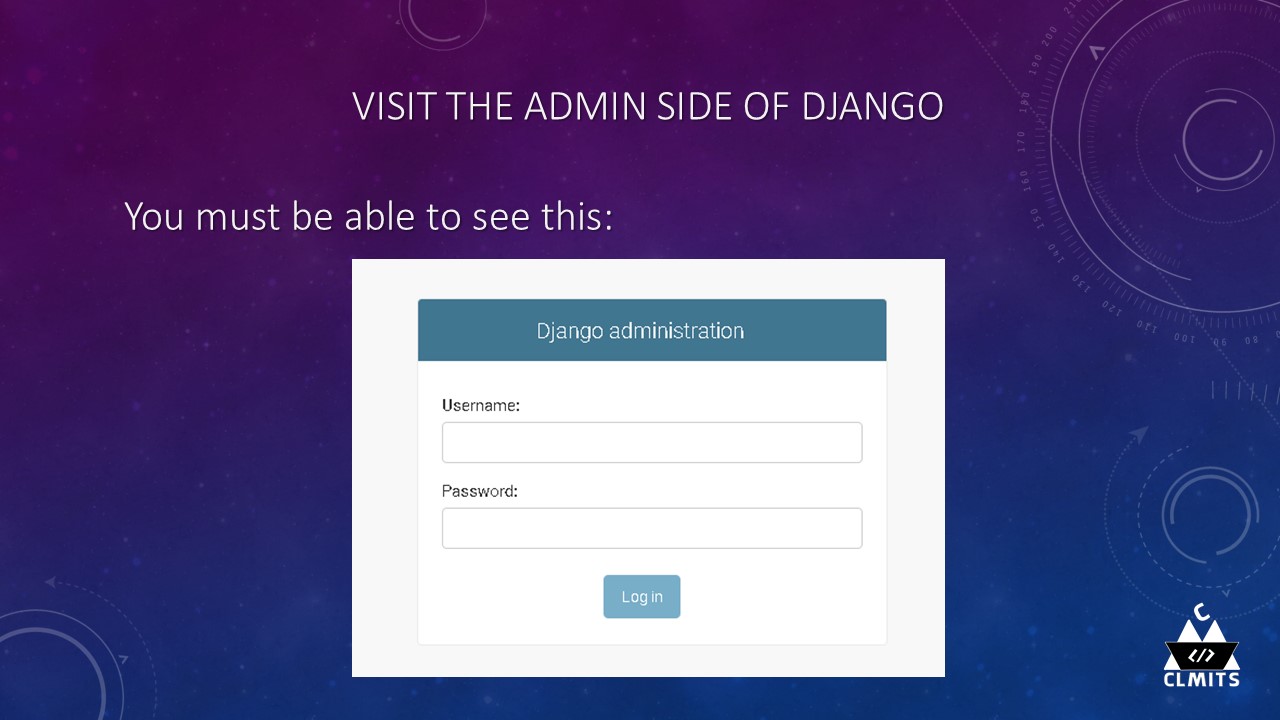 VISIT THE ADMIN SIDE OF DJANGO
You must be able to see this:
Django administration
Username:
Password:
Log in
C
</>
CLMITS